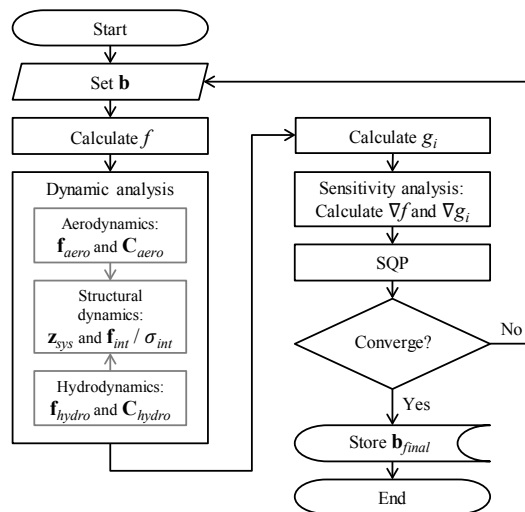 Start
Set b
Calculate f
Dynamic analysis
Aerodynamics:
f_aero and C_aero
Structural
dynamics:
z_sys and f_int / σ_int
Hydrodynamics:
f_hydro and C_hydro
Calculate g_i
Sensitivity analysis:
Calculate ∇f and ∇g_i
SQP
Converge?
No
Yes
Store b_final
End